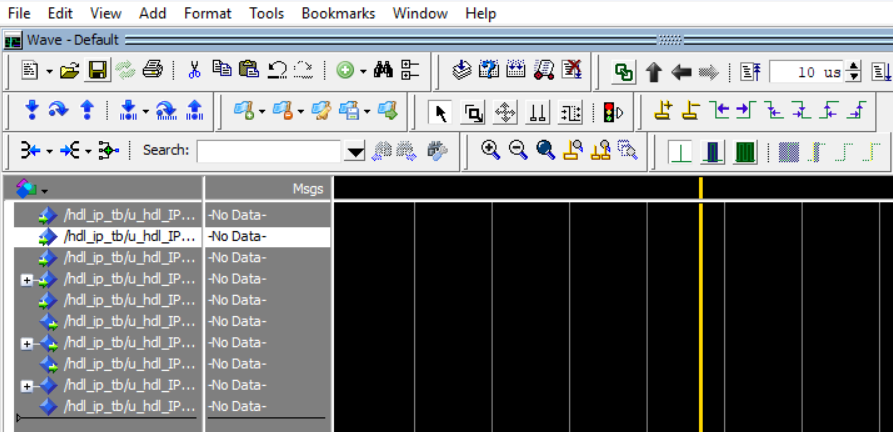 File Edit View Add Format Tools Bookmarks Window Help
Wave - Default
10 us
Search:
Msgs
/hdl_ip_tb/u_hdl_IP... -No Data-
/hdl_ip_tb/u_hdl_IP... -No Data-
/hdl_ip_tb/u_hdl_IP... -No Data-
/hdl_ip_tb/u_hdl_IP... -No Data-
/hdl_ip_tb/u_hdl_IP... -No Data-
/hdl_ip_tb/u_hdl_IP... -No Data-
/hdl_ip_tb/u_hdl_IP... -No Data-
/hdl_ip_tb/u_hdl_IP... -No Data-
/hdl_ip_tb/u_hdl_IP... -No Data-
/hdl_ip_tb/u_hdl_IP... -No Data-